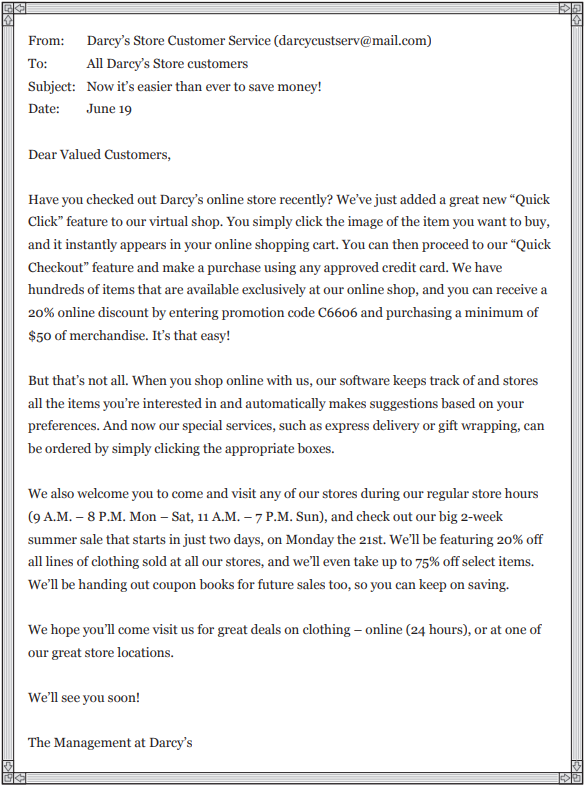 From: Darcy’s Store Customer Service (darcycustserv@mail.com)
To: All Darcy’s Store customers
Subject: Now it’s easier than ever to save money!
Date: June 19
Dear Valued Customers,
Have you checked out Darcy’s online store recently? We’ve just added a great new “Quick
Click” feature to our virtual shop. You simply click the image of the item you want to buy,
and it instantly appears in your online shopping cart. You can then proceed to our “Quick
Checkout” feature and make a purchase using any approved credit card. We have
hundreds of items that are available exclusively at our online shop, and you can receive a
20% online discount by entering promotion code C6606 and purchasing a minimum of
$50 of merchandise. It’s that easy!
But that’s not all. When you shop online with us, our software keeps track of and stores
all the items you’re interested in and automatically makes suggestions based on your
preferences. And now our special services, such as express delivery or gift wrapping, can
be ordered by simply clicking the appropriate boxes.
We also welcome you to come and visit any of our stores during our regular store hours
(9 A.M. – 8 P.M. Mon – Sat, 11 A.M. – 7 P.M. Sun), and check out our big 2-week
summer sale that starts in just two days, on Monday the 21st. We’ll be featuring 20% off
all lines of clothing sold at all our stores, and we’ll even take up to 75% off select items.
We’ll be handing out coupon books for future sales too, so you can keep on saving.
We hope you’ll come visit us for great deals on clothing – online (24 hours), or at one of
our great store locations.
We’ll see you soon!
The Management at Darcy’s